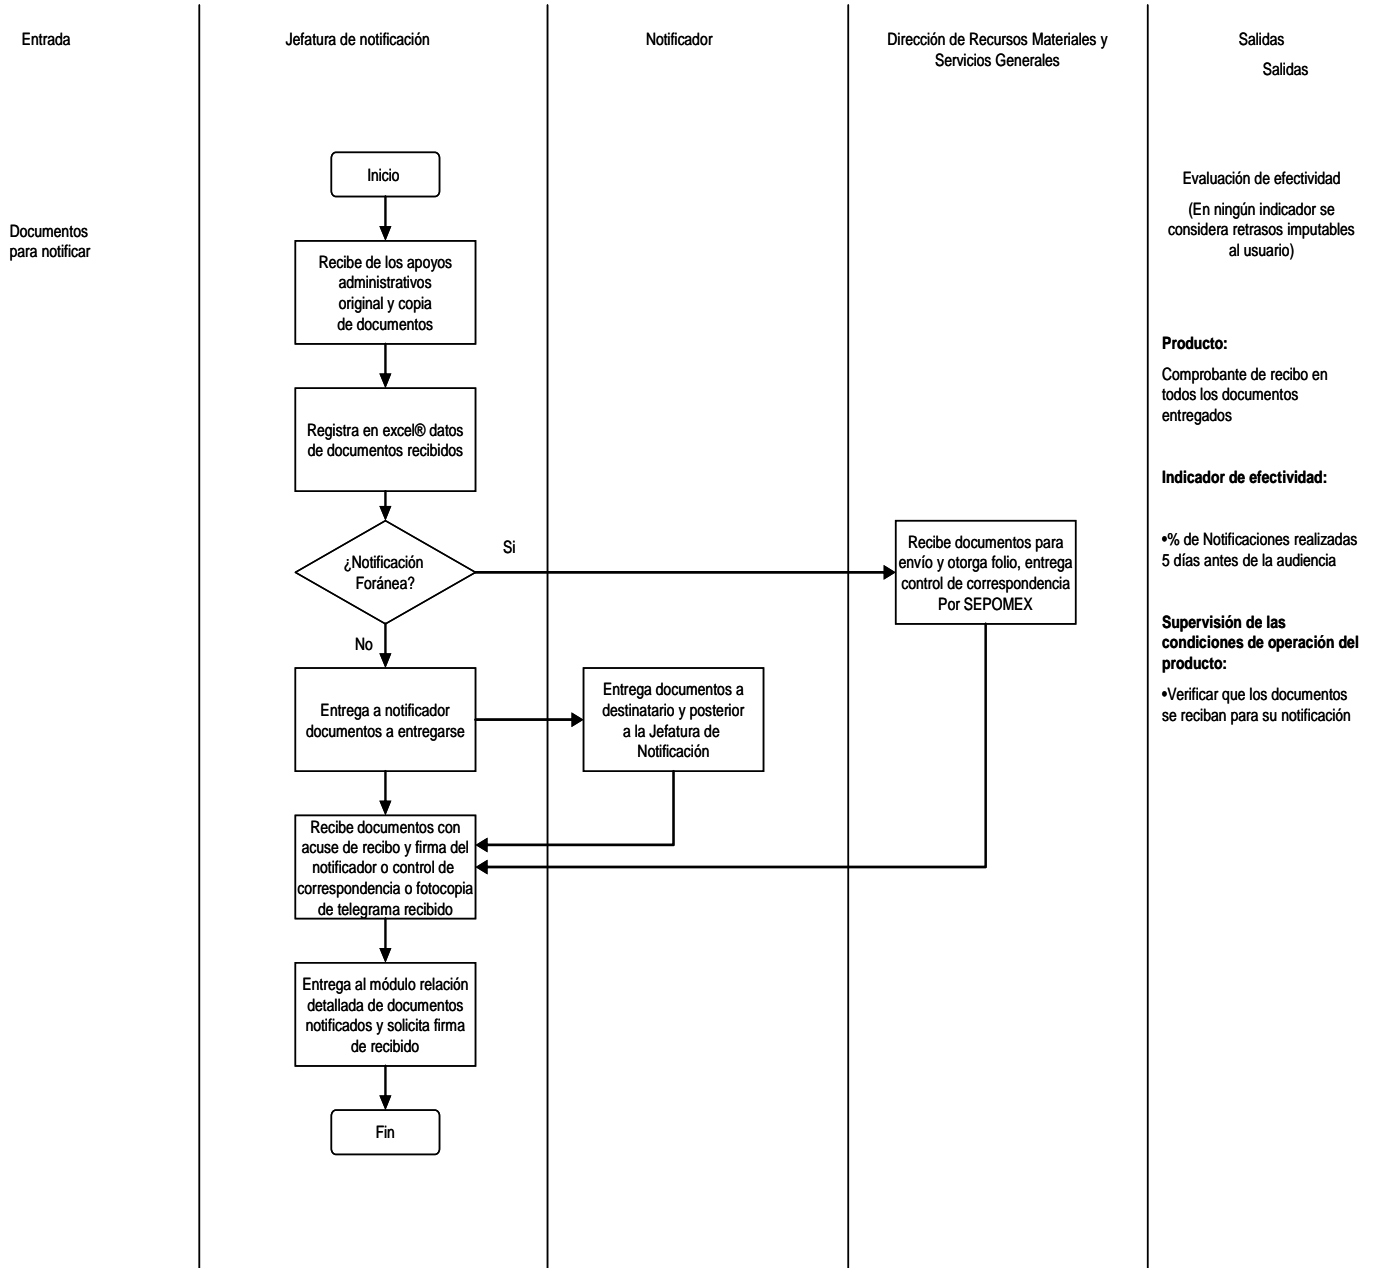 Entrada
Jefatura de notificación
Notificador
Dirección de Recursos Materiales y
Servicios Generales
Salidas
Salidas
Documentos
para notificar
Inicio
Recibe de los apoyos
administrativos
original y copia
de documentos
Registra en excel® datos
de documentos recibidos
¿Notificación
Foránea?
Si
Recibe documentos para
envío y otorga folio, entrega
control de correspondencia
Por SEPOMEX
No
Entrega a notificador
documentos a entregarse
Entrega documentos a
destinatario y posterior
a la Jefatura de
Notificación
Recibe documentos con
acuse de recibo y firma del
notificador o control de
correspondencia o fotocopia
de telegrama recibido
Entrega al módulo relación
detallada de documentos
notificados y solicita firma
de recibido
Fin
Evaluación de efectividad
(En ningún indicador se
considera retrasos imputables
al usuario)
Producto:
Comprobante de recibo en
todos los documentos
entregados
Indicador de efectividad:
•% de Notificaciones realizadas
5 días antes de la audiencia
Supervisión de las
condiciones de operación del
producto:
•Verificar que los documentos
se reciban para su notificación